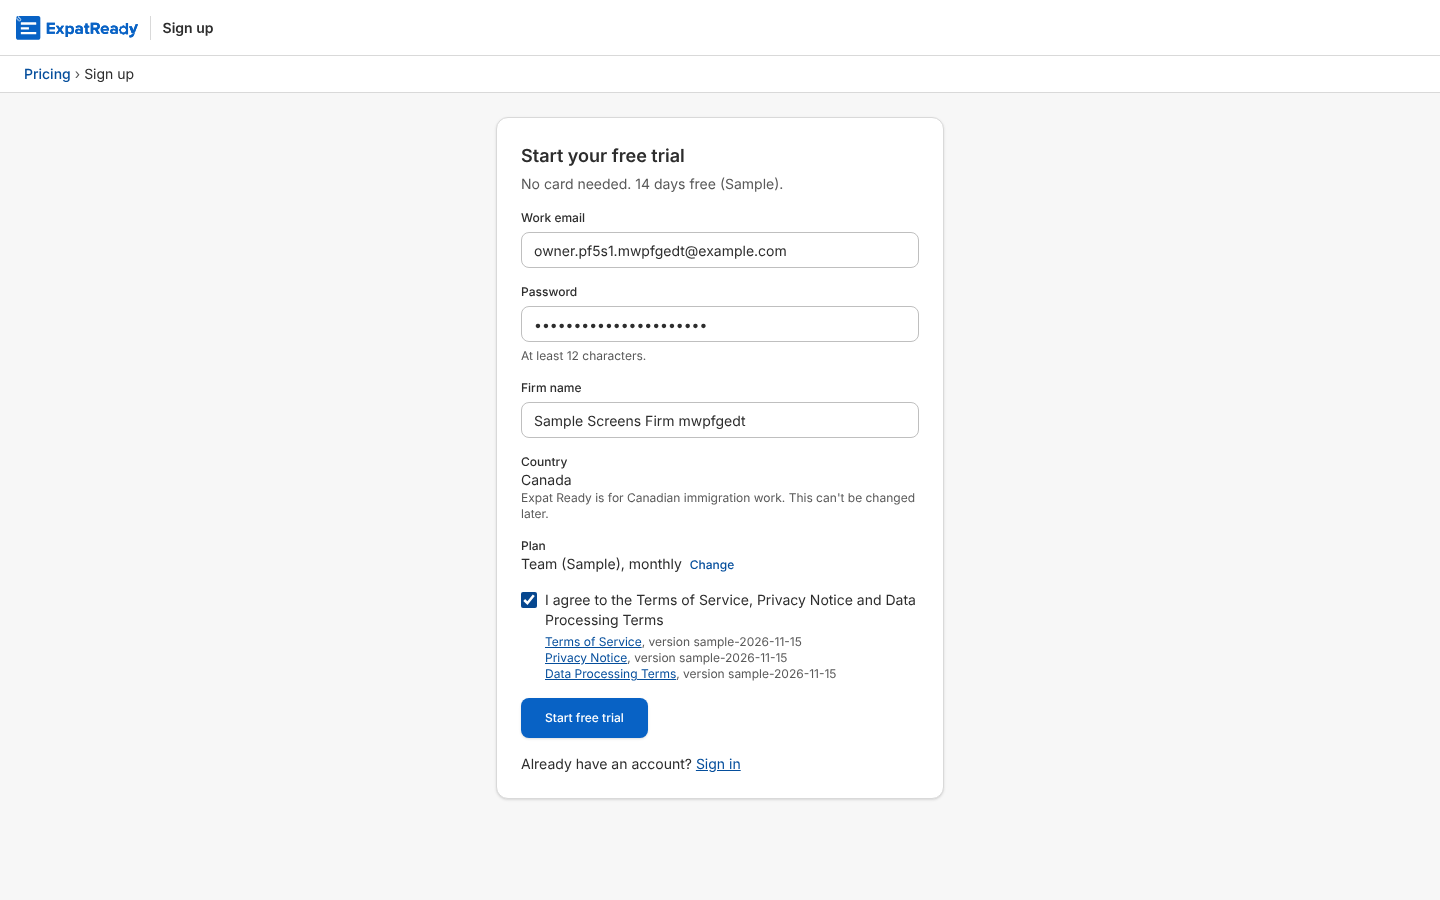 ExpatReady
Sign up
Pricing › Sign up
Start your free trial
No card needed. 14 days free (Sample).
Work email
owner.pf5s1.mwpfgedt@example.com
Password
••••••••••••••••••••••
At least 12 characters.
Firm name
Sample Screens Firm mwpfgedt
Country
Canada
Expat Ready is for Canadian immigration work. This can't be changed
later.
Plan
Team (Sample), monthly Change
I agree to the Terms of Service, Privacy Notice and Data
Processing Terms
Terms of Service, version sample-2026-11-15
Privacy Notice, version sample-2026-11-15
Data Processing Terms, version sample-2026-11-15
Start free trial
Already have an account? Sign in